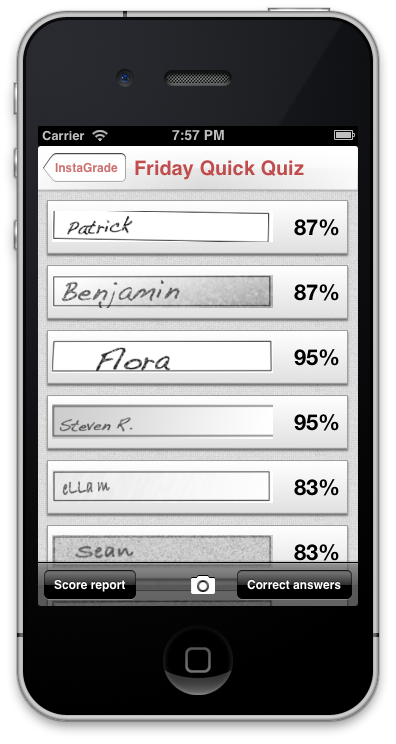 Carrier 7:57 PM
InstaGrade Friday Quick Quiz
Patrick 87%
Benjamin 87%
Flora 95%
Steven R. 95%
eLLa m 83%
Sean 83%
Score report Correct answers